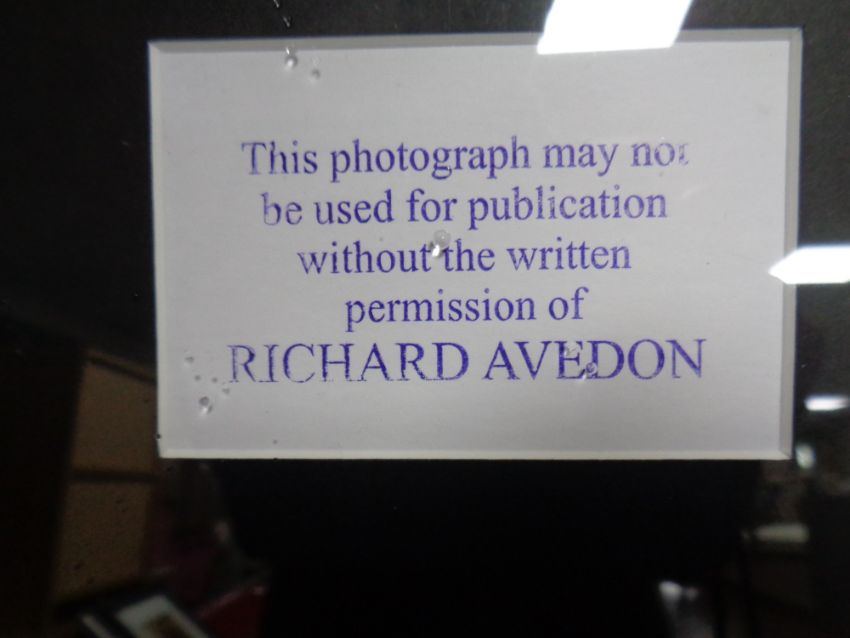 This photograph may not
be used for publication
without the written
permission of
RICHARD AVEDON